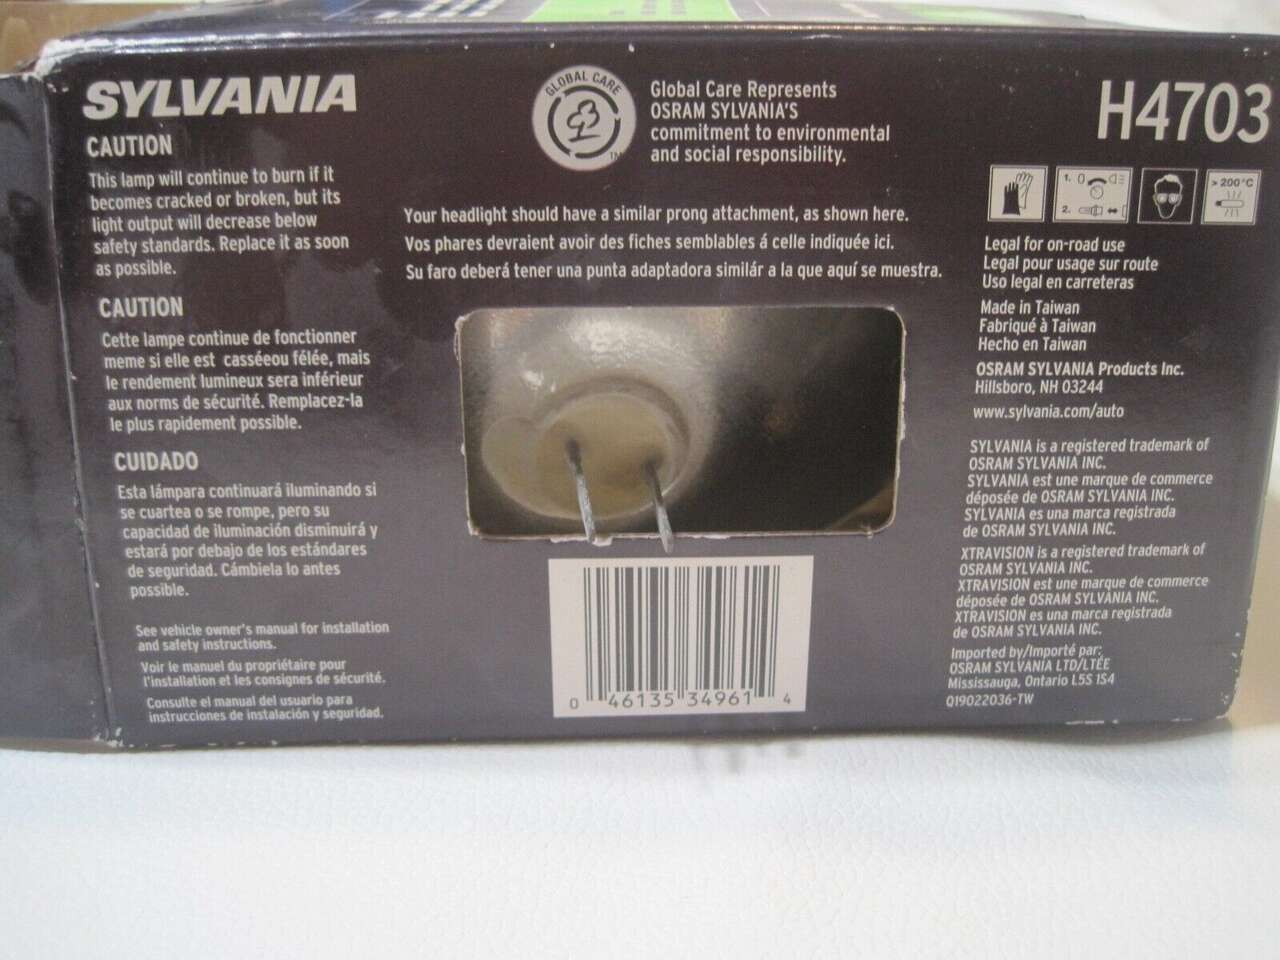 SYLVANIA
CAUTION
This lamp will continue to burn if it
becomes cracked or broken, but its
light output will decrease below
safety standards. Replace it as soon
as possible.
CAUTION
Cette lampe continue de fonctionner
meme si elle est casséeou fêlée, mais
le rendement lumineux sera inférieur
aux norms de sécurité. Remplacez-la
le plus rapidement possible.
CUIDADO
Esta lámpara continuará iluminando si
se cuartea o se rompe, pero su
capacidad de iluminación disminuirá y
estará por debajo de los estándares
de seguridad. Cámbiela lo antes
possible.
See vehicle owner's manual for installation
and safety instructions.
Voir le manuel du propriétaire pour
l'installation et les consignes de sécurité.
Consulte el manual del usuario para
instrucciones de instalación y seguridad.
GLOBAL CARE
TM
Global Care Represents
OSRAM SYLVANIA'S
commitment to environmental
and social responsibility.
Your headlight should have a similar prong attachment, as shown here.
Vos phares devraient avoir des fiches semblables á celle indiquée ici.
Su faro deberá tener una punta adaptadora similár a la que aquí se muestra.
0 46135 34961 4
H4703
1. 0
2.
> 200°C
Legal for on-road use
Legal pour usage sur route
Uso legal en carreteras
Made in Taiwan
Fabriqué à Taiwan
Hecho en Taiwan
OSRAM SYLVANIA Products Inc.
Hillsboro, NH 03244
www.sylvania.com/auto
SYLVANIA is a registered trademark of
OSRAM SYLVANIA INC.
SYLVANIA est une marque de commerce
déposée de OSRAM SYLVANIA INC.
SYLVANIA es una marca registrada
de OSRAM SYLVANIA INC.
XTRAVISION is a registered trademark of
OSRAM SYLVANIA INC.
XTRAVISION est une marque de commerce
déposée de OSRAM SYLVANIA INC.
XTRAVISION es una marca registrada
de OSRAM SYLVANIA INC.
Imported by/Importé par:
OSRAM SYLVANIA LTD/LTÉE
Mississauga, Ontario L5S 1S4
Q19022036-TW